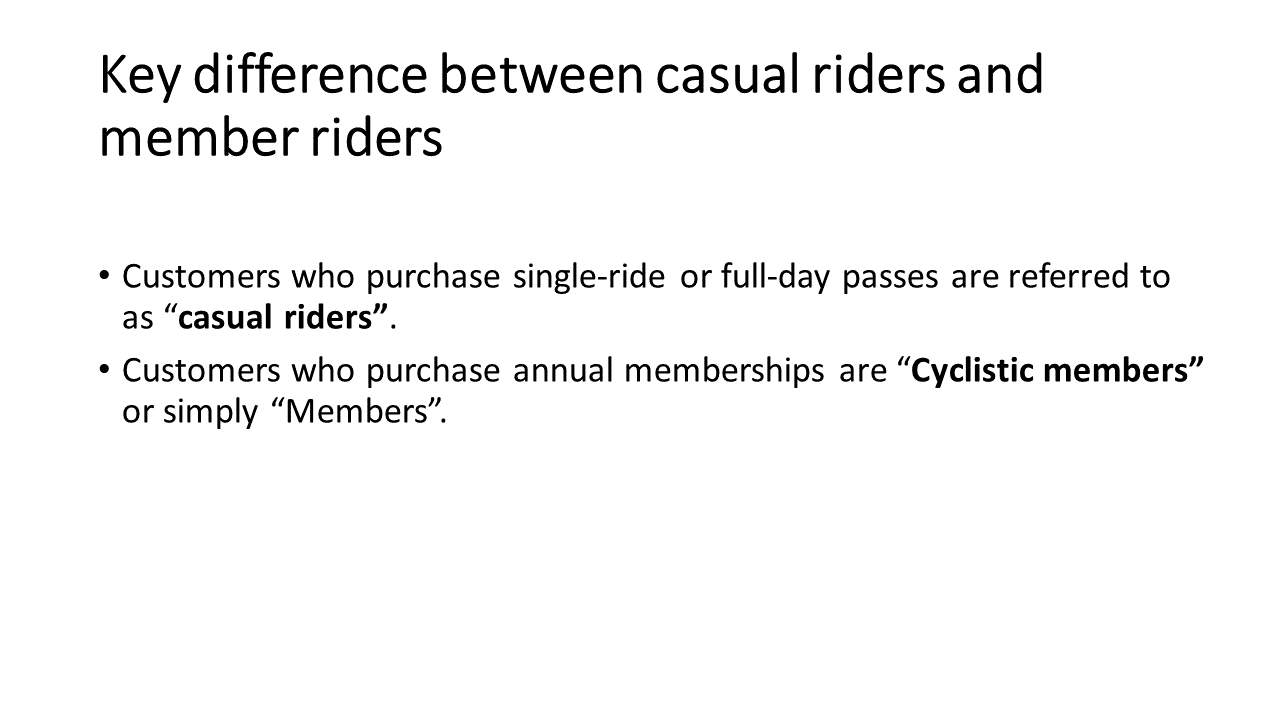 Key difference between casual riders and
member riders
• Customers who purchase single-ride or full-day passes are referred to
as “casual riders”.
• Customers who purchase annual memberships are “Cyclistic members”
or simply “Members”.